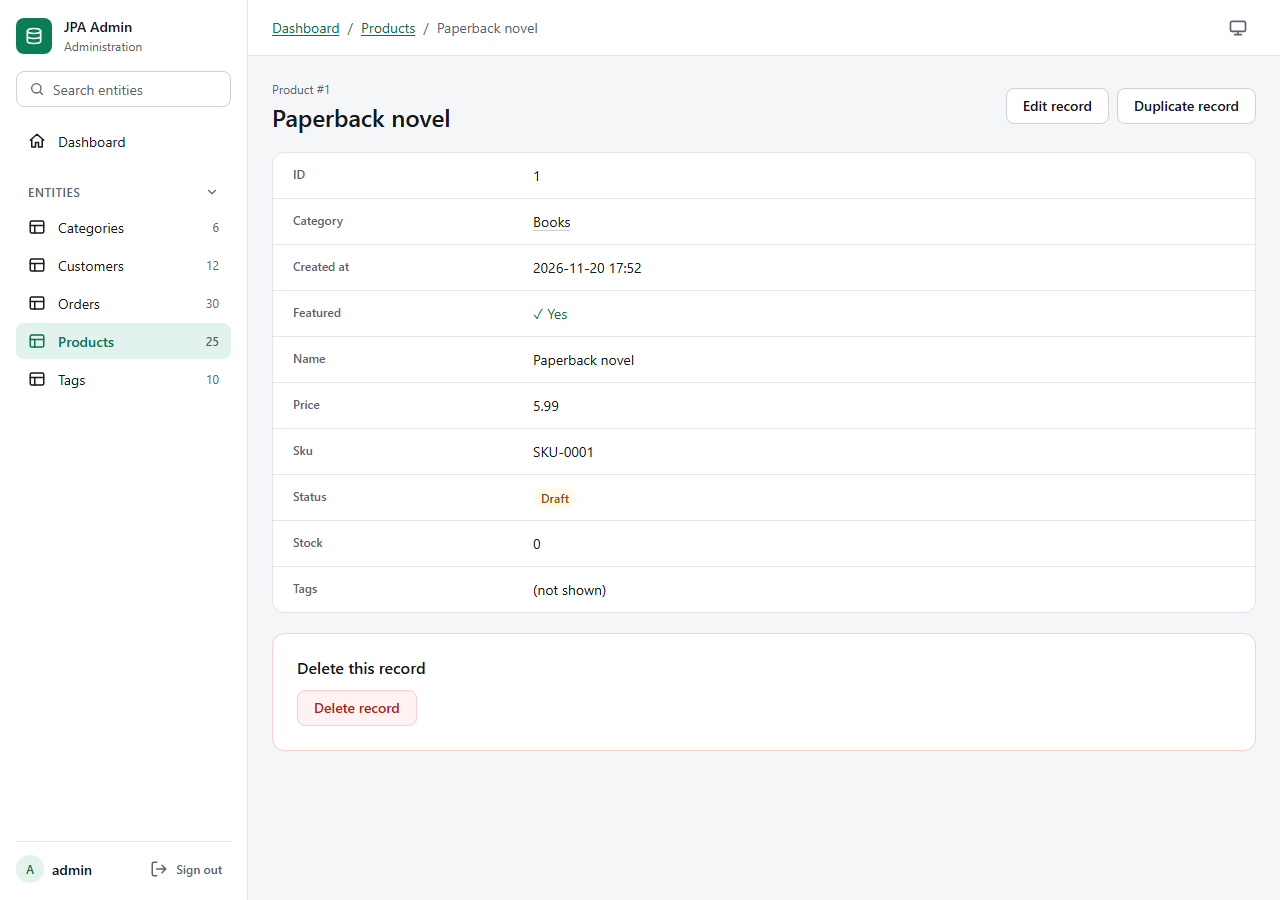 JPA Admin
Administration
Search entities
Dashboard
ENTITIES
Categories 6
Customers 12
Orders 30
Products 25
Tags 10
A admin Sign out
Dashboard / Products / Paperback novel
Product #1
Paperback novel
Edit record Duplicate record
ID 1
Category Books
Created at 2026-11-20 17:52
Featured ✓ Yes
Name Paperback novel
Price 5.99
Sku SKU-0001
Status Draft
Stock 0
Tags (not shown)
Delete this record
Delete record